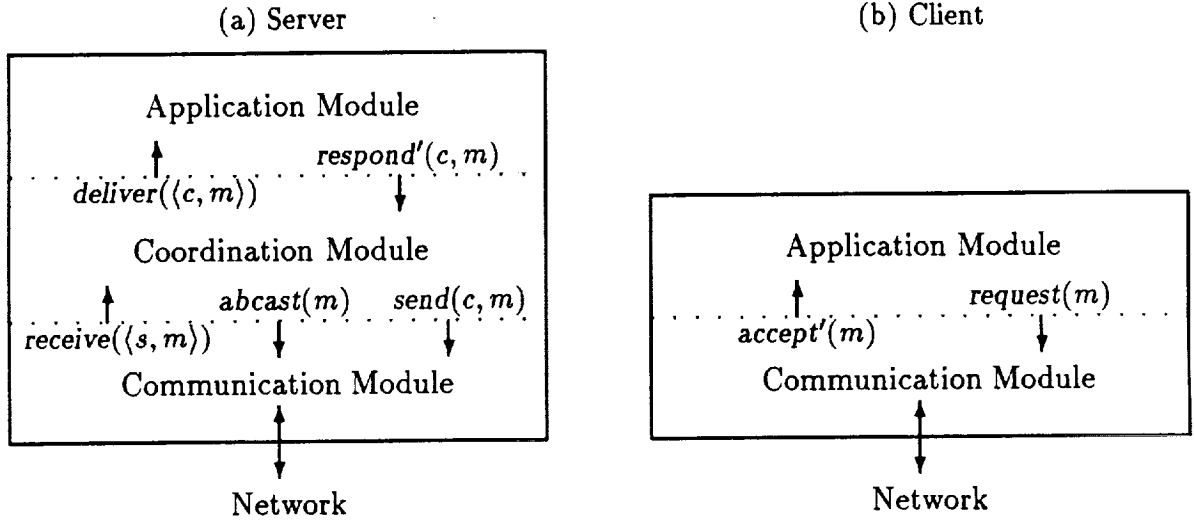 (a) Server
Application Module
respond′(c, m)
deliver(⟨c, m⟩)
Coordination Module
abcast(m)
send(c, m)
receive(⟨s, m⟩)
Communication Module
Network
(b) Client
Application Module
request(m)
accept′(m)
Communication Module
Network